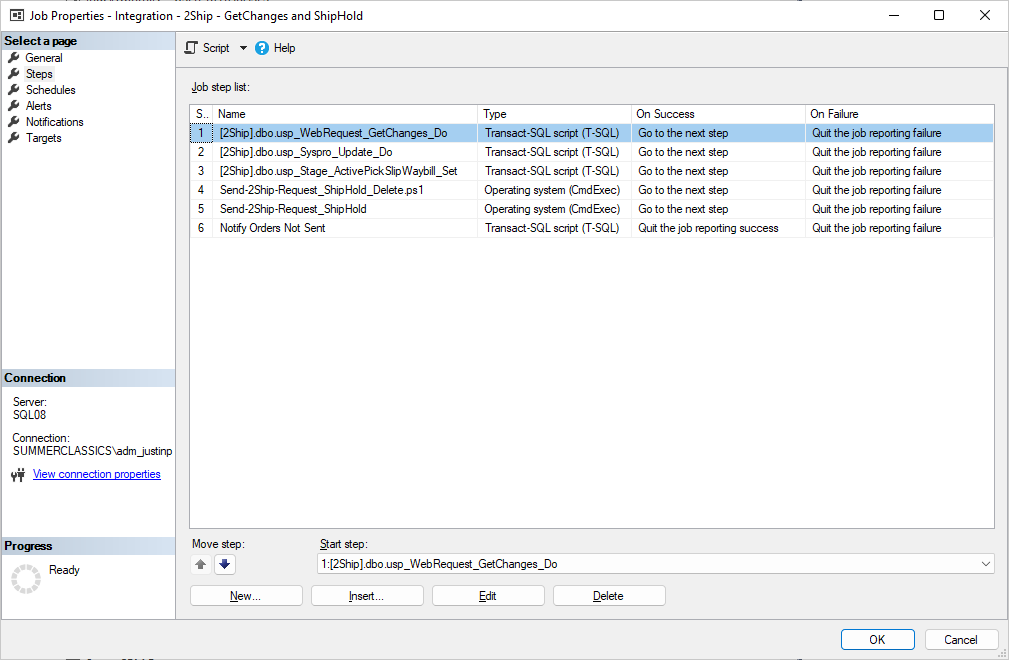 Job Properties - Integration - 2Ship - GetChanges and ShipHold
Select a page
General
Steps
Schedules
Alerts
Notifications
Targets
Connection
Server:
SQL08
Connection:
SUMMERCLASSICS\adm_justinp
View connection properties
Progress
Ready
Script Help
Job step list:
S.. Name Type On Success On Failure
1 [2Ship].dbo.usp_WebRequest_GetChanges_Do Transact-SQL script (T-SQL) Go to the next step Quit the job reporting failure
2 [2Ship].dbo.usp_Syspro_Update_Do Transact-SQL script (T-SQL) Go to the next step Quit the job reporting failure
3 [2Ship].dbo.usp_Stage_ActivePickSlipWaybill_Set Transact-SQL script (T-SQL) Go to the next step Quit the job reporting failure
4 Send-2Ship-Request_ShipHold_Delete.ps1 Operating system (CmdExec) Go to the next step Quit the job reporting failure
5 Send-2Ship-Request_ShipHold Operating system (CmdExec) Go to the next step Quit the job reporting failure
6 Notify Orders Not Sent Transact-SQL script (T-SQL) Quit the job reporting success Quit the job reporting failure
Move step: Start step:
1:[2Ship].dbo.usp_WebRequest_GetChanges_Do
New... Insert... Edit Delete
OK Cancel